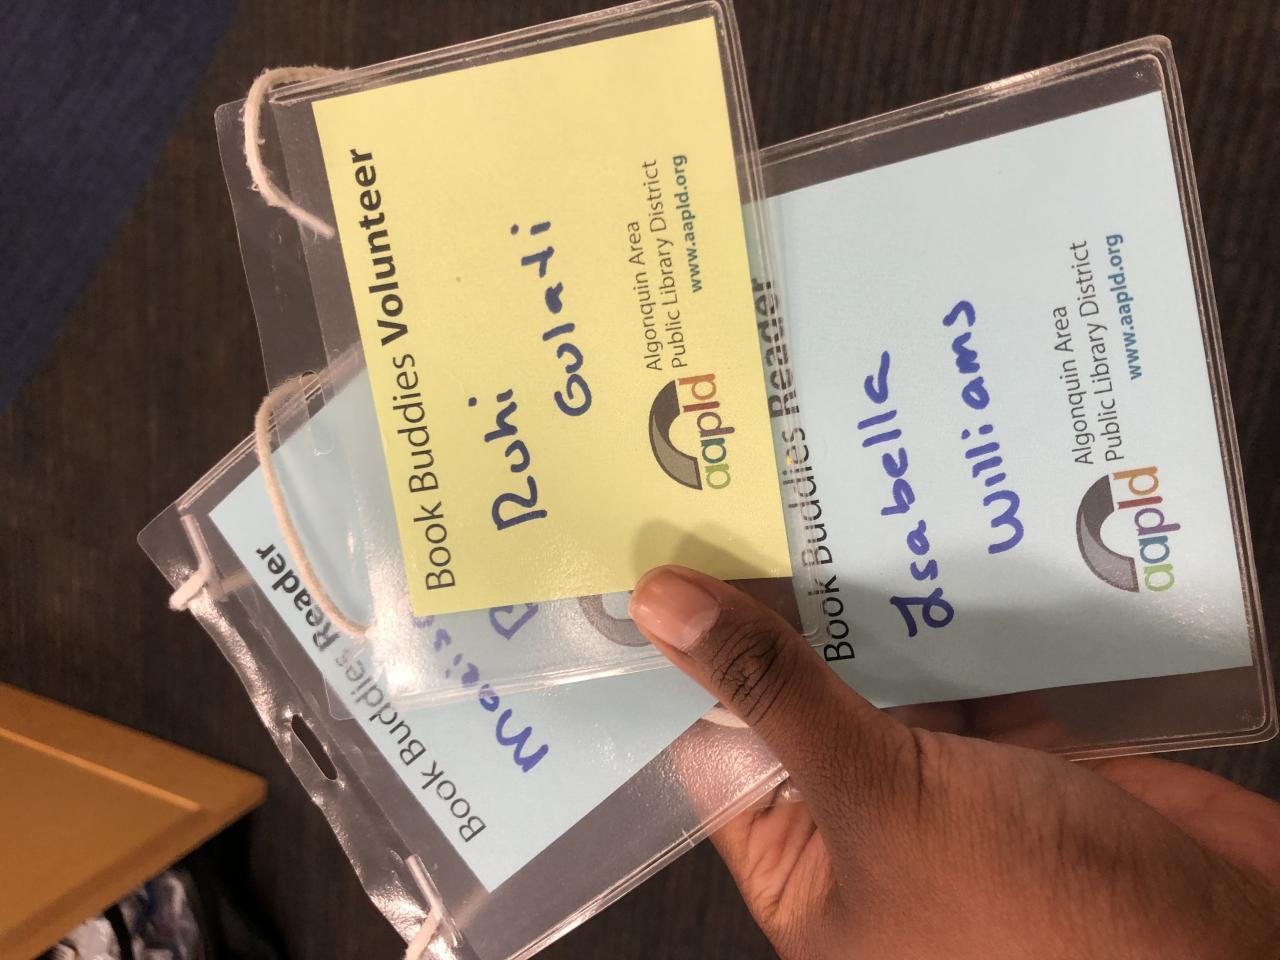 Book Buddies Volunteer
Ruhi
Gulati
aapld
Algonquin Area
Public Library District
www.aapld.org
Book Buddies Reader
Isabella
Williams
aapld
Algonquin Area
Public Library District
www.aapld.org
Book Buddies Reader